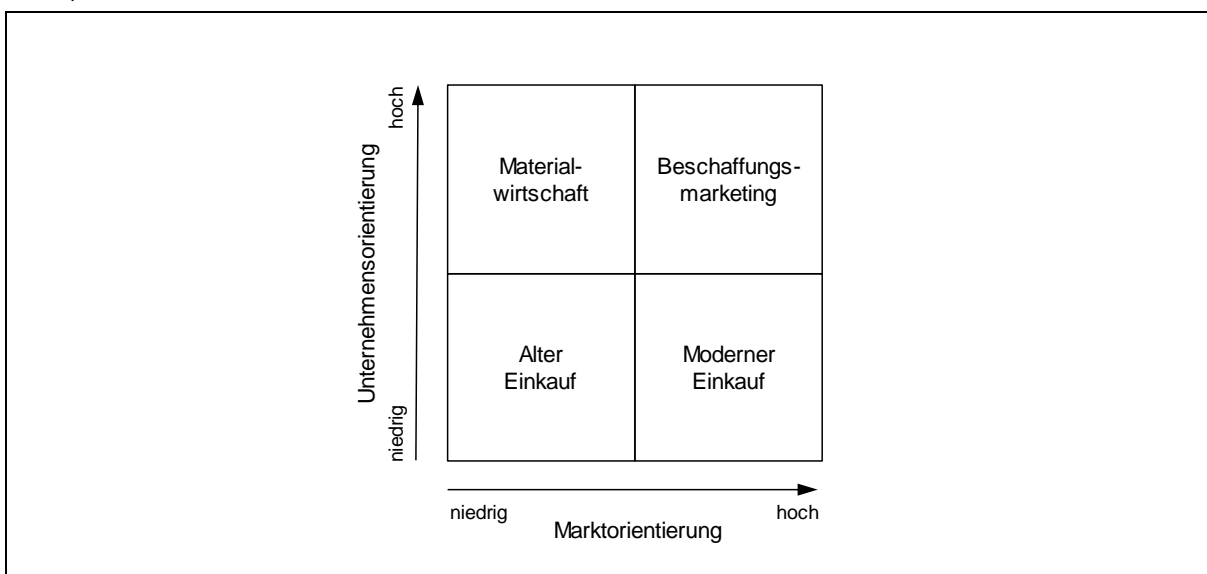 hoch
Unternehmensorientierung
niedrig
Material-
wirtschaft
Beschaffungs-
marketing
Alter
Einkauf
Moderner
Einkauf
niedrig
hoch
Marktorientierung